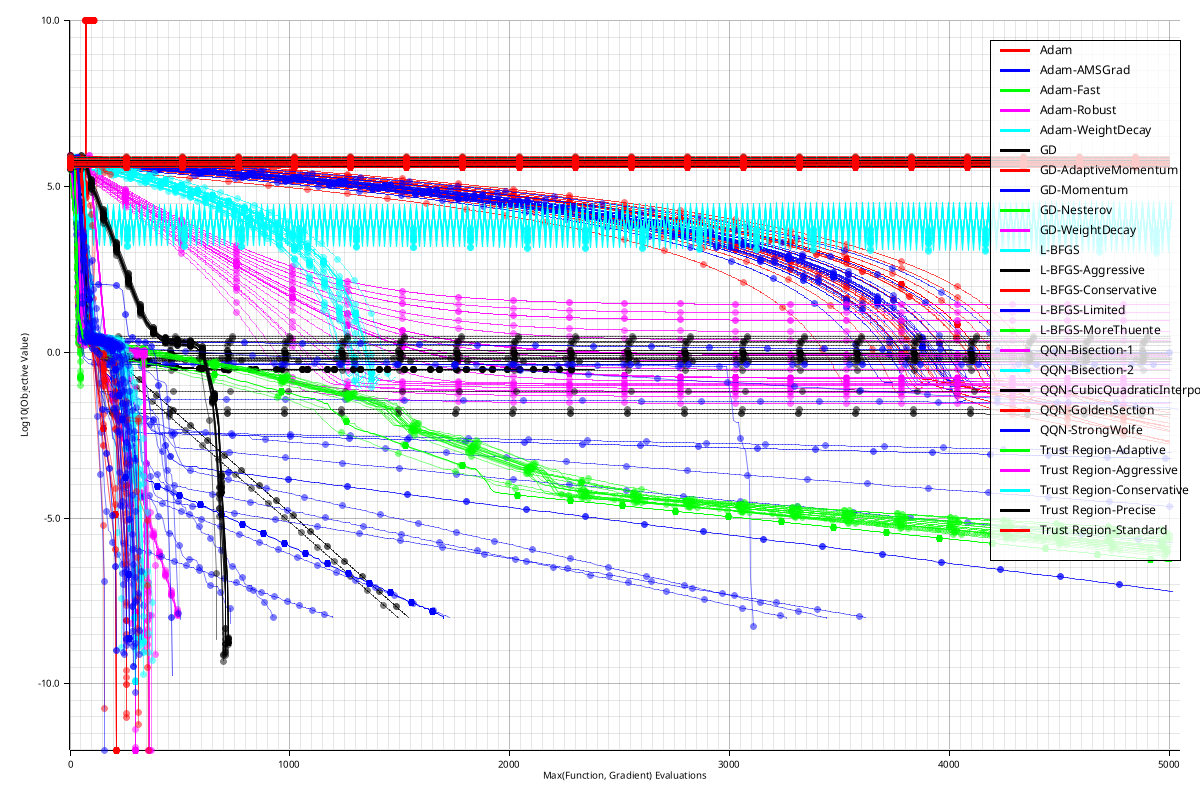 10.0
5.0
0.0
-5.0
-10.0
Log10(Objective Value)
0
1000
2000
3000
4000
5000
Max(Function, Gradient) Evaluations
Adam
Adam-AMSGrad
Adam-Fast
Adam-Robust
Adam-WeightDecay
GD
GD-AdaptiveMomentum
GD-Momentum
GD-Nesterov
GD-WeightDecay
L-BFGS
L-BFGS-Aggressive
L-BFGS-Conservative
L-BFGS-Limited
L-BFGS-MoreThuente
QQN-Bisection-1
QQN-Bisection-2
QQN-CubicQuadraticInterpo
QQN-GoldenSection
QQN-StrongWolfe
Trust Region-Adaptive
Trust Region-Aggressive
Trust Region-Conservative
Trust Region-Precise
Trust Region-Standard